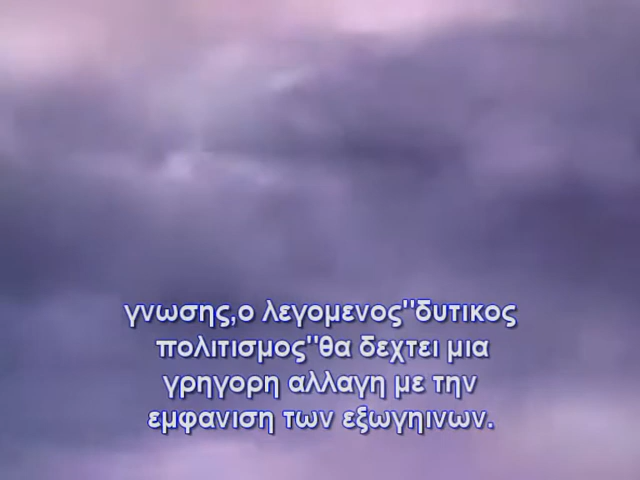 γνωσης,ο λεγομενος"δυτικος
πολιτισμος"θα δεχτει μια
γρηγορη αλλαγη με την
εμφανιση των εξωγηινων.